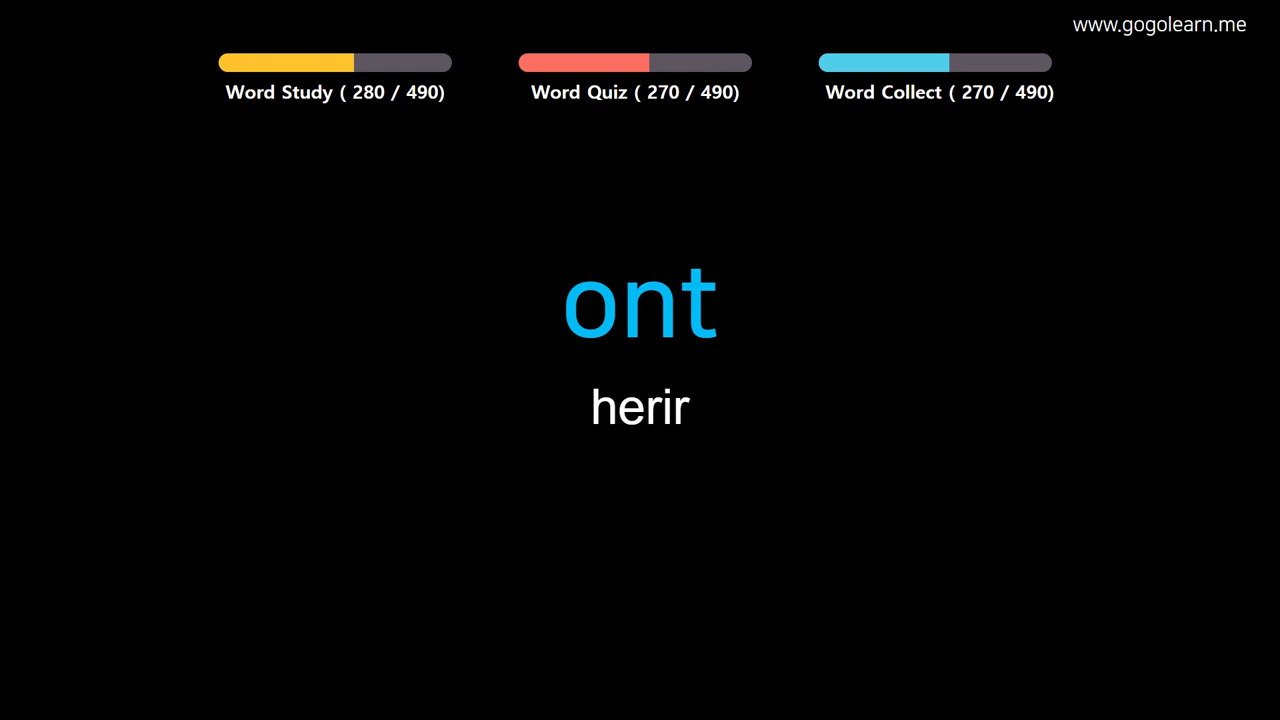 www.gogolearn.me
Word Study ( 280 / 490)
Word Quiz ( 270 / 490)
Word Collect ( 270 / 490)
ont
herir